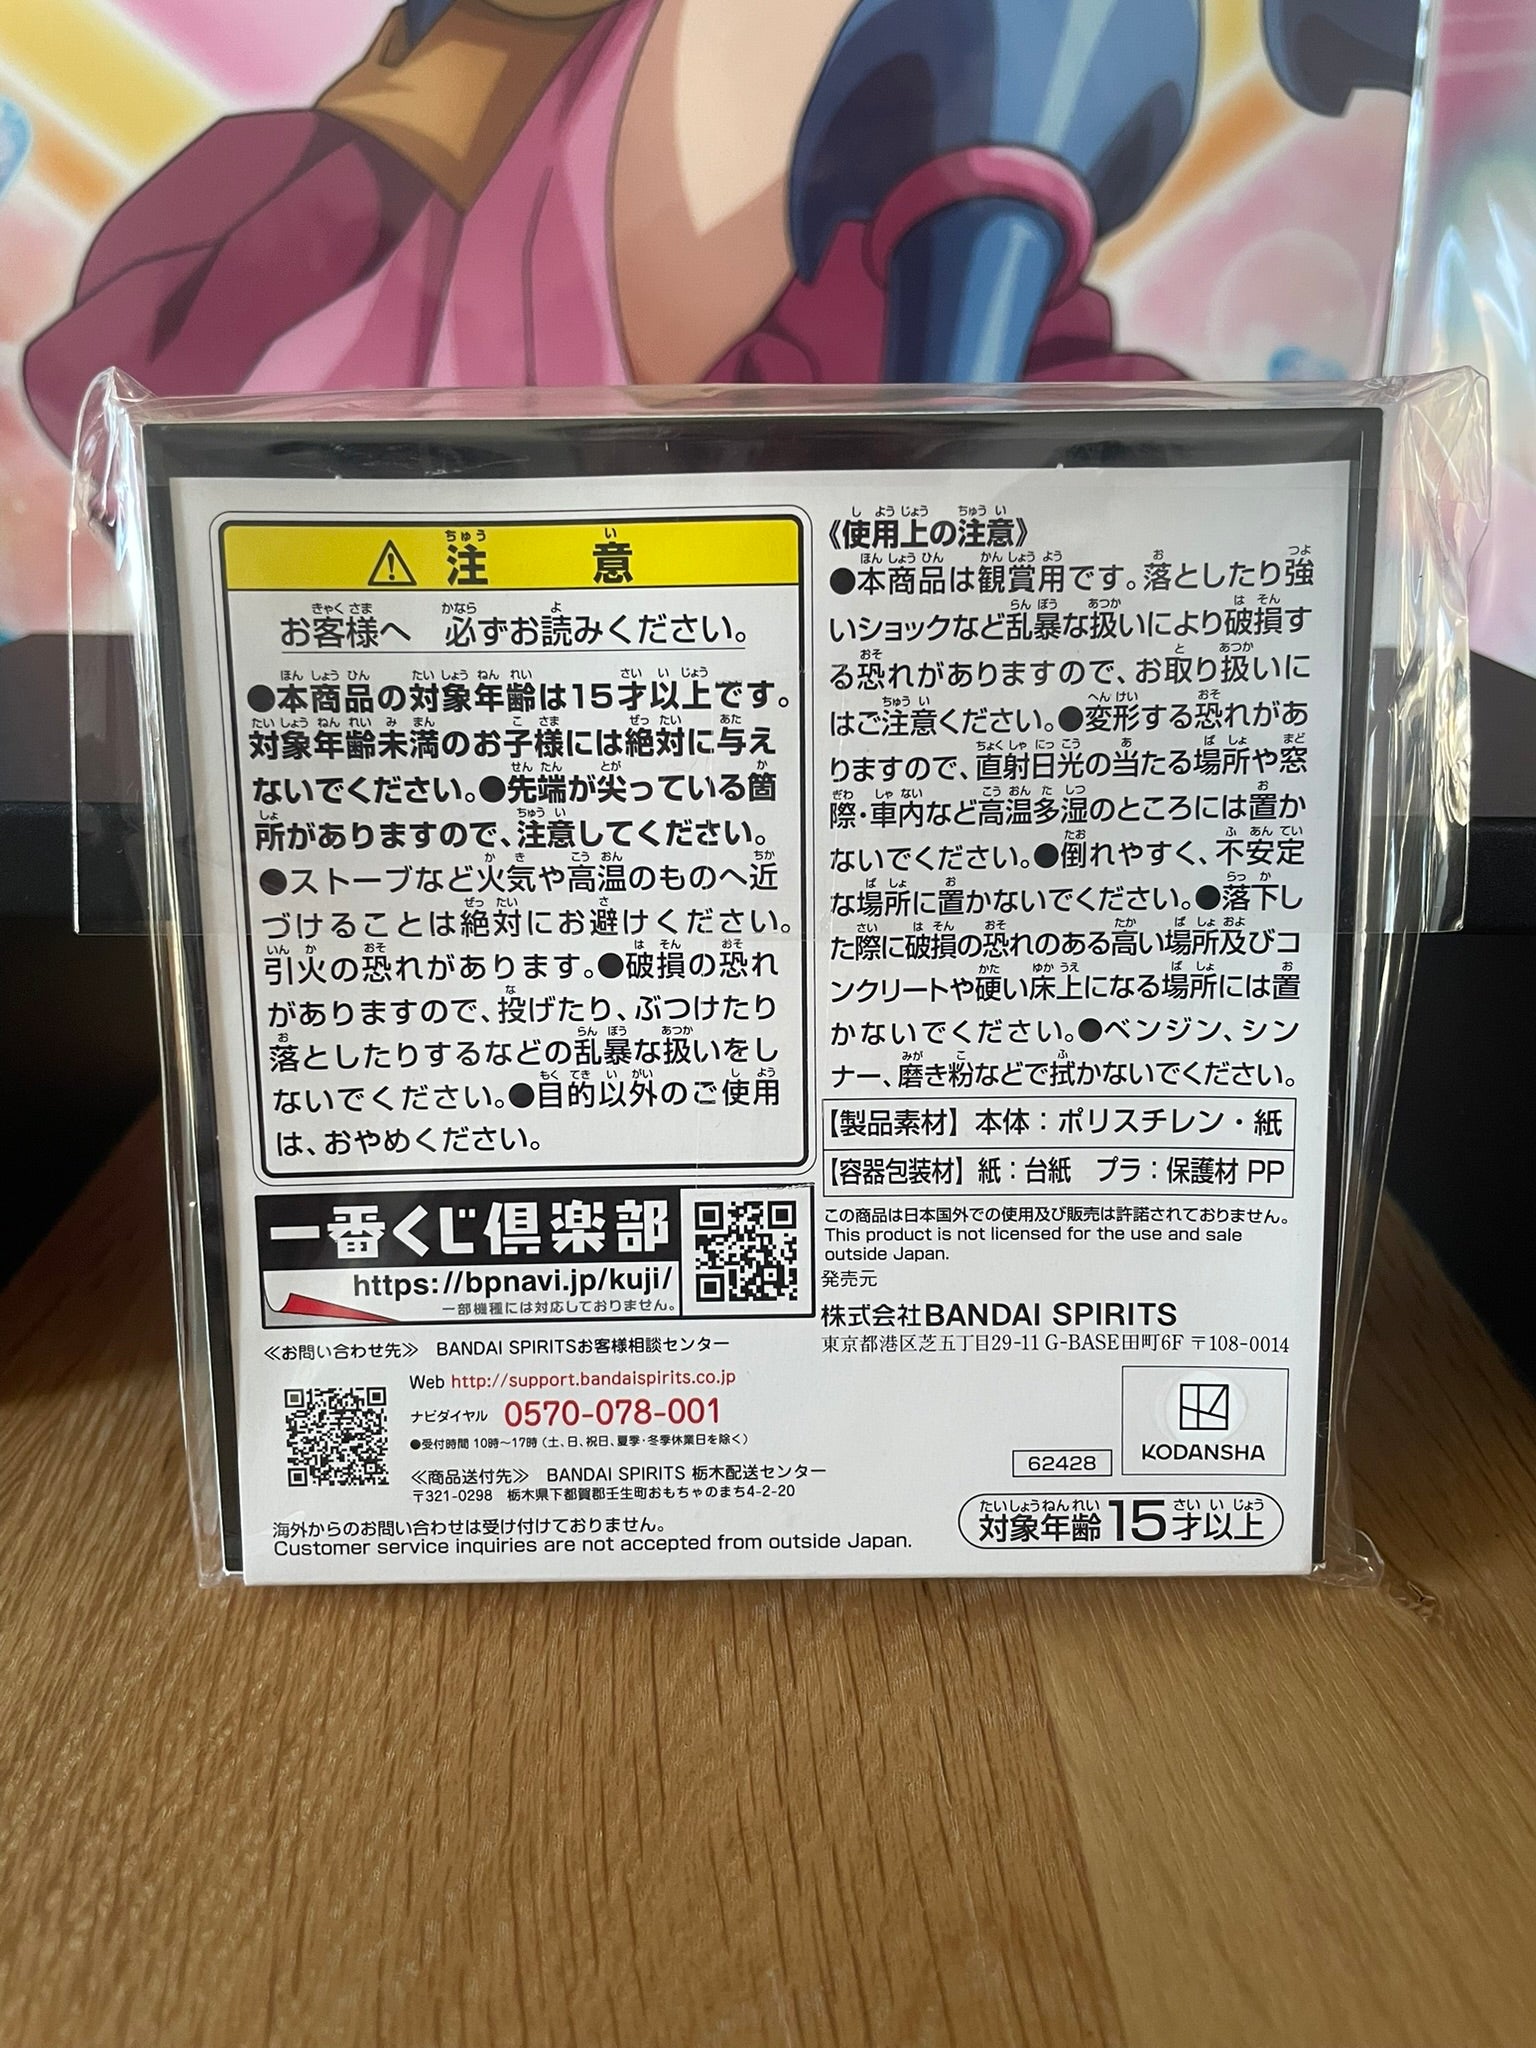 ⚠ 注意
お客様へ 必ずお読みください。
●本商品の対象年齢は15才以上です。
対象年齢未満のお子様には絶対に与え
ないでください。●先端が尖っている箇
所がありますので、注意してください。
●ストーブなど火気や高温のものへ近
づけることは絶対にお避けください。
引火の恐れがあります。●破損の恐れ
がありますので、投げたり、ぶつけたり
落としたりするなどの乱暴な扱いをし
ないでください。●目的以外のご使用
は、おやめください。
一番くじ倶楽部
https://bpnavi.jp/kuji/
一部機種には対応しておりません。
≪お問い合わせ先≫ BANDAI SPIRITSお客様相談センター
Web http://support.bandaispirits.co.jp
ナビダイヤル 0570-078-001
●受付時間 10時～17時(土、日、祝日、夏季・冬季休業日を除く)
≪商品送付先≫ BANDAI SPIRITS 栃木配送センター
〒321-0298 栃木県下都賀郡壬生町おもちゃのまち4-2-20
海外からのお問い合わせは受け付けておりません。
Customer service inquiries are not accepted from outside Japan.
《使用上の注意》
●本商品は観賞用です。落としたり強
いショックなど乱暴な扱いにより破損す
る恐れがありますので、お取り扱いに
はご注意ください。●変形する恐れがあ
りますので、直射日光の当たる場所や窓
際・車内など高温多湿のところには置か
ないでください。●倒れやすく、不安定
な場所に置かないでください。●落下し
た際に破損の恐れのある高い場所及びコ
ンクリートや硬い床上になる場所には置
かないでください。●ベンジン、シン
ナー、磨き粉などで拭かないでください。
【製品素材】本体：ポリスチレン・紙
【容器包装材】紙：台紙 プラ：保護材 PP
この商品は日本国外での使用及び販売は許諾されておりません。
This product is not licensed for the use and sale
outside Japan.
発売元
株式会社BANDAI SPIRITS
東京都港区芝五丁目29-11 G-BASE田町6F 〒108-0014
KODANSHA
62428
対象年齢15才以上